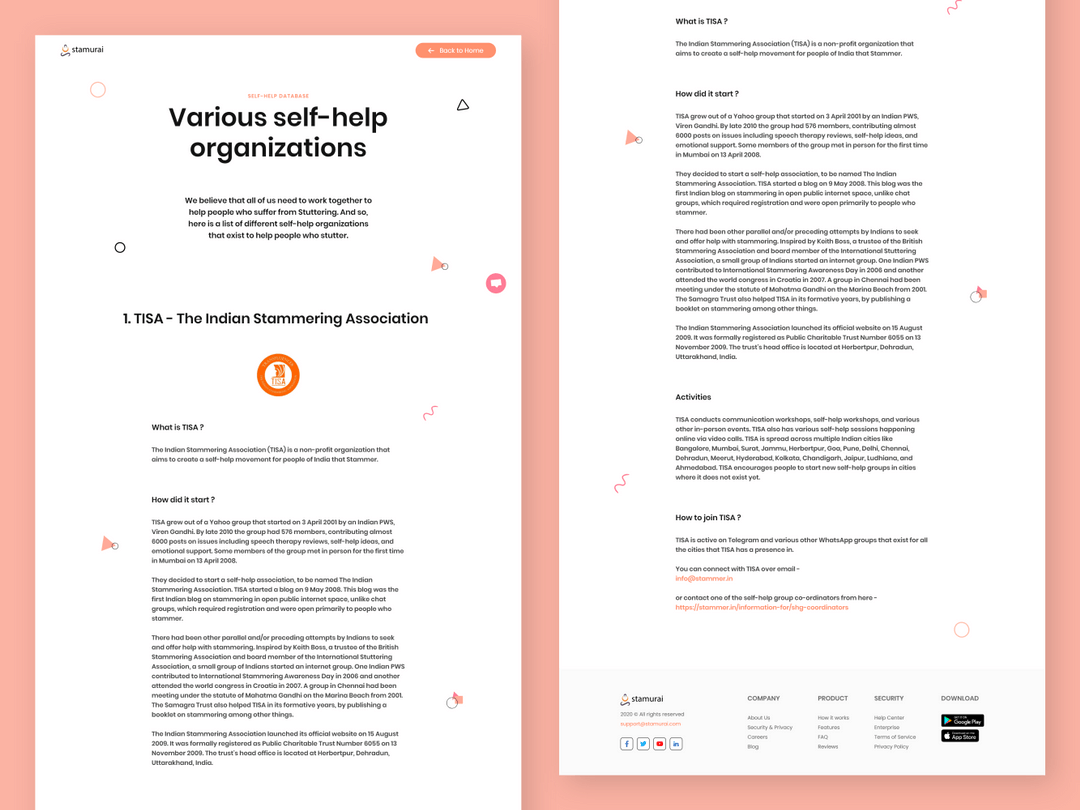 stamurai
← Back to Home
SELF-HELP DATABASE
Various self-help
organizations
We believe that all of us need to work together to
help people who suffer from Stuttering. And so,
here is a list of different self-help organizations
that exist to help people who stutter.
1. TISA - The Indian Stammering Association
TISA
What is TISA ?
The Indian Stammering Association (TISA) is a non-profit organization that
aims to create a self-help movement for people of India that Stammer.
How did it start ?
TISA grew out of a Yahoo group that started on 3 April 2001 by an Indian PWS,
Viren Gandhi. By late 2010 the group had 576 members, contributing almost
6000 posts on issues including speech therapy reviews, self-help ideas, and
emotional support. Some members of the group met in person for the first time
in Mumbai on 13 April 2008.
They decided to start a self-help association, to be named The Indian
Stammering Association. TISA started a blog on 9 May 2008. This blog was the
first Indian blog on stammering in open public internet space, unlike chat
groups, which required registration and were open primarily to people who
stammer.
There had been other parallel and/or preceding attempts by Indians to seek
and offer help with stammering. Inspired by Keith Boss, a trustee of the British
Stammering Association and board member of the International Stuttering
Association, a small group of Indians started an internet group. One Indian PWS
contributed to International Stammering Awareness Day in 2006 and another
attended the world congress in Croatia in 2007. A group in Chennai had been
meeting under the statute of Mahatma Gandhi on the Marina Beach from 2001.
The Samagra Trust also helped TISA in its formative years, by publishing a
booklet on stammering among other things.
The Indian Stammering Association launched its official website on 15 August
2009. It was formally registered as Public Charitable Trust Number 6055 on 13
November 2009. The trust's head office is located at Herbertpur, Dehradun,
Uttarakhand, India.
What is TISA ?
The Indian Stammering Association (TISA) is a non-profit organization that
aims to create a self-help movement for people of India that Stammer.
How did it start ?
TISA grew out of a Yahoo group that started on 3 April 2001 by an Indian PWS,
Viren Gandhi. By late 2010 the group had 576 members, contributing almost
6000 posts on issues including speech therapy reviews, self-help ideas, and
emotional support. Some members of the group met in person for the first time
in Mumbai on 13 April 2008.
They decided to start a self-help association, to be named The Indian
Stammering Association. TISA started a blog on 9 May 2008. This blog was the
first Indian blog on stammering in open public internet space, unlike chat
groups, which required registration and were open primarily to people who
stammer.
There had been other parallel and/or preceding attempts by Indians to seek
and offer help with stammering. Inspired by Keith Boss, a trustee of the British
Stammering Association and board member of the International Stuttering
Association, a small group of Indians started an internet group. One Indian PWS
contributed to International Stammering Awareness Day in 2006 and another
attended the world congress in Croatia in 2007. A group in Chennai had been
meeting under the statute of Mahatma Gandhi on the Marina Beach from 2001.
The Samagra Trust also helped TISA in its formative years, by publishing a
booklet on stammering among other things.
The Indian Stammering Association launched its official website on 15 August
2009. It was formally registered as Public Charitable Trust Number 6055 on 13
November 2009. The trust's head office is located at Herbertpur, Dehradun,
Uttarakhand, India.
Activities
TISA conducts communication workshops, self-help workshops, and various
other in-person events. TISA also has various self-help sessions happening
online via video calls. TISA is spread across multiple Indian cities like
Bangalore, Mumbai, Surat, Jammu, Herbertpur, Goa, Pune, Delhi, Chennai,
Dehradun, Meerut, Hyderabad, Kolkata, Chandigarh, Jaipur, Ludhiana, and
Ahmedabad. TISA encourages people to start new self-help groups in cities
where it does not exist yet.
How to join TISA ?
TISA is active on Telegram and various other WhatsApp groups that exist for all
the cities that TISA has a presence in.
You can connect with TISA over email -
info@stammer.in
or contact one of the self-help group co-ordinators from here -
https://stammer.in/information-for/shg-coordinators
stamurai
2020 © All rights reserved
support@stamurai.com
COMPANY
About Us
Security & Privacy
Careers
Blog
PRODUCT
How it works
Features
FAQ
Reviews
SECURITY
Help Center
Enterprise
Terms of Service
Privacy Policy
DOWNLOAD
GET IT ON
Google Play
Download on the
App Store